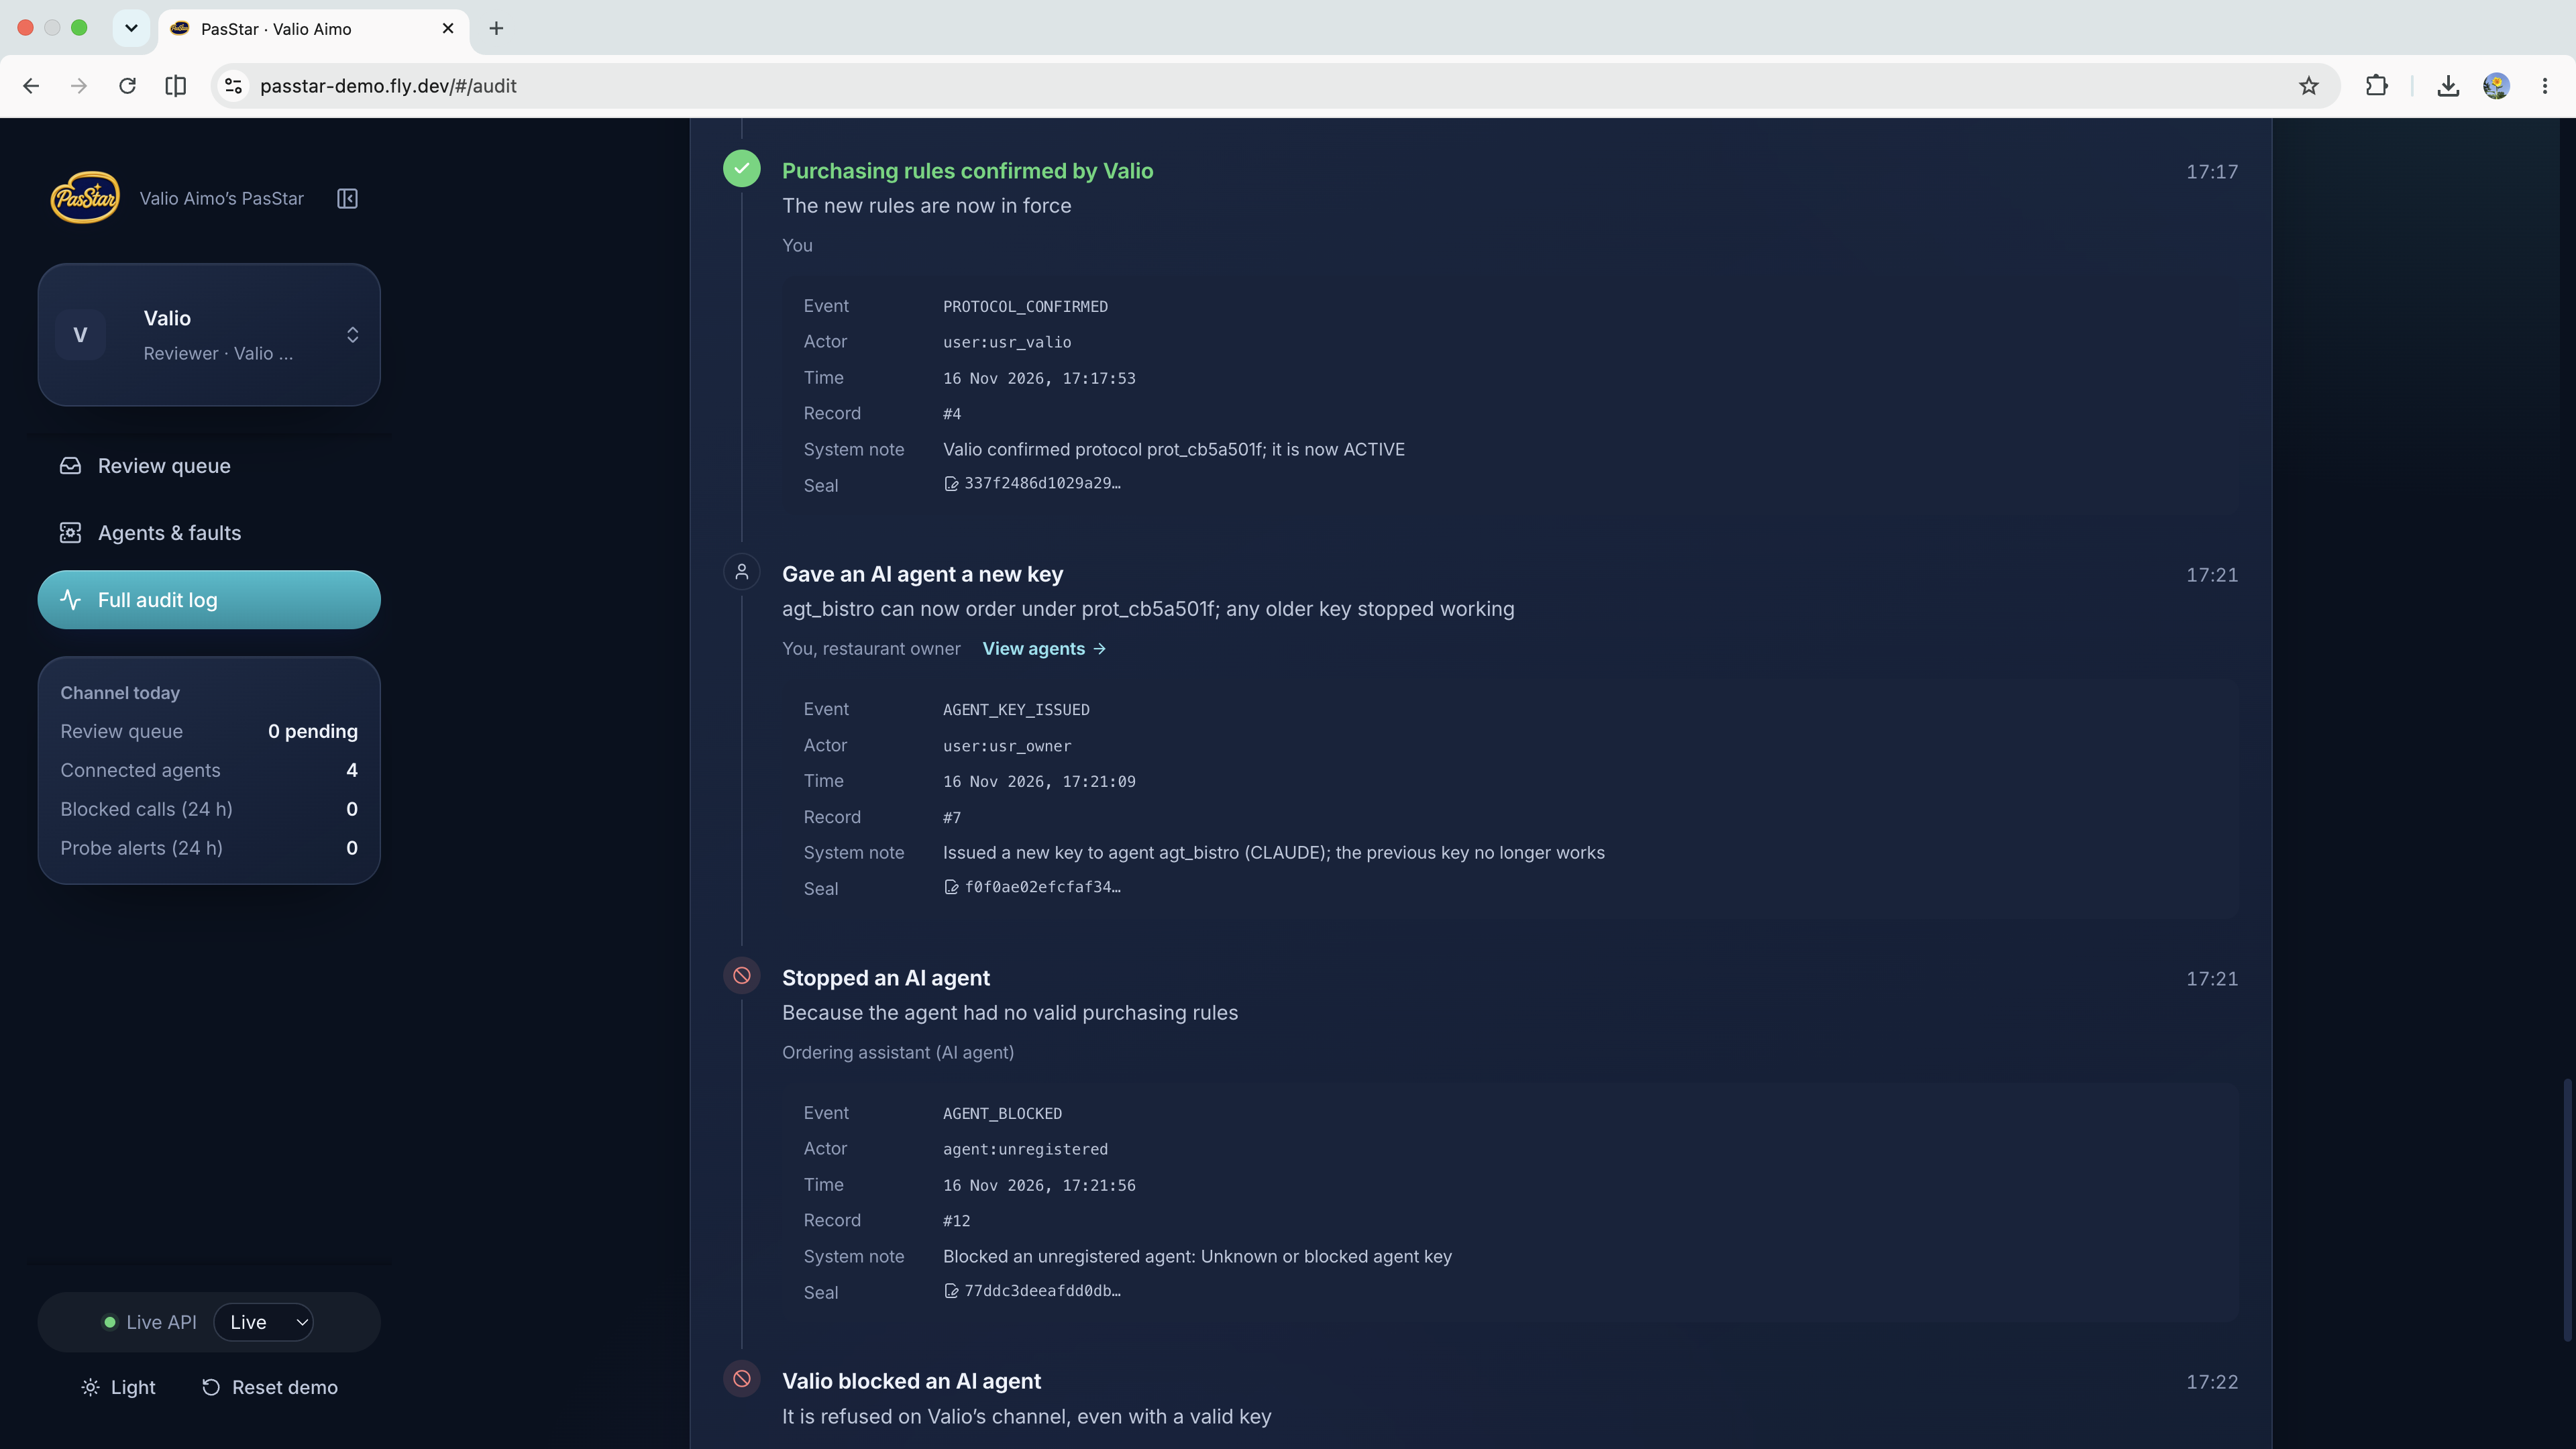 PasStar · Valio Aimo
passtar-demo.fly.dev/#/audit
PasStar
Valio Aimo’s PasStar
V
Valio
Reviewer · Valio ...
Review queue
Agents & faults
Full audit log
Channel today
Review queue 0 pending
Connected agents 4
Blocked calls (24 h) 0
Probe alerts (24 h) 0
Live API Live
Light Reset demo
Purchasing rules confirmed by Valio 17:17
The new rules are now in force
You
Event PROTOCOL_CONFIRMED
Actor user:usr_valio
Time 16 Nov 2026, 17:17:53
Record #4
System note Valio confirmed protocol prot_cb5a501f; it is now ACTIVE
Seal 337f2486d1029a29…
Gave an AI agent a new key 17:21
agt_bistro can now order under prot_cb5a501f; any older key stopped working
You, restaurant owner View agents →
Event AGENT_KEY_ISSUED
Actor user:usr_owner
Time 16 Nov 2026, 17:21:09
Record #7
System note Issued a new key to agent agt_bistro (CLAUDE); the previous key no longer works
Seal f0f0ae02efcfaf34…
Stopped an AI agent 17:21
Because the agent had no valid purchasing rules
Ordering assistant (AI agent)
Event AGENT_BLOCKED
Actor agent:unregistered
Time 16 Nov 2026, 17:21:56
Record #12
System note Blocked an unregistered agent: Unknown or blocked agent key
Seal 77ddc3deeafdd0db…
Valio blocked an AI agent 17:22
It is refused on Valio’s channel, even with a valid key